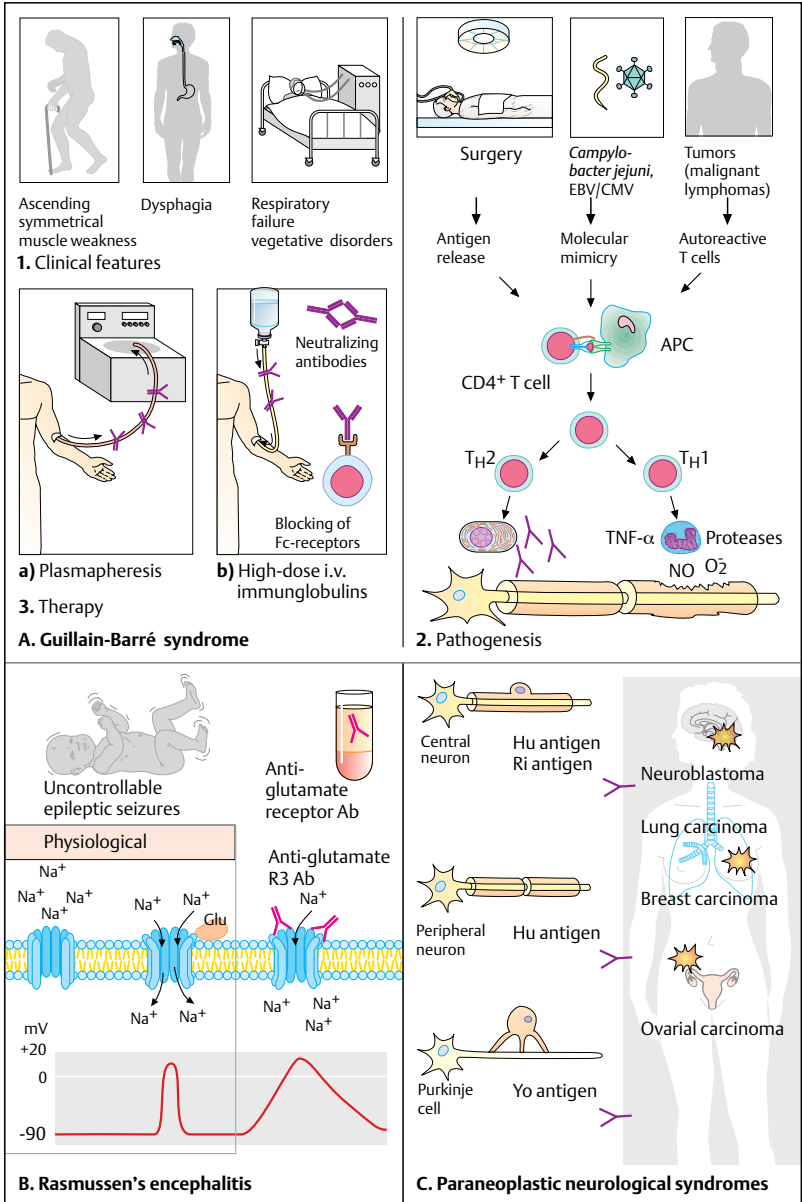 Ascending
symmetrical
muscle weakness
Dysphagia
Respiratory
failure
vegetative disorders
1. Clinical features
Neutralizing
antibodies
Blocking of
Fc-receptors
a) Plasmapheresis
b) High-dose i.v.
immunglobulins
3. Therapy
A. Guillain-Barré syndrome
Surgery
Campylo-
bacter jejuni,
EBV/CMV
Tumors
(malignant
lymphomas)
Antigen
release
Molecular
mimicry
Autoreactive
T cells
APC
CD4+ T cell
TH2
TH1
TNF-α
Proteases
NO
O2-
2. Pathogenesis
Uncontrollable
epileptic seizures
Anti-
glutamate
receptor Ab
Physiological
Anti-glutamate
R3 Ab
Na+
Na+
Na+
Na+
Na+
Na+
Na+
Glu
Na+
Na+
Na+
Na+
Na+
Na+
mV
+20
0
-90
B. Rasmussen's encephalitis
Central
neuron
Hu antigen
Ri antigen
Neuroblastoma
Lung carcinoma
Breast carcinoma
Peripheral
neuron
Hu antigen
Ovarial carcinoma
Purkinje
cell
Yo antigen
C. Paraneoplastic neurological syndromes